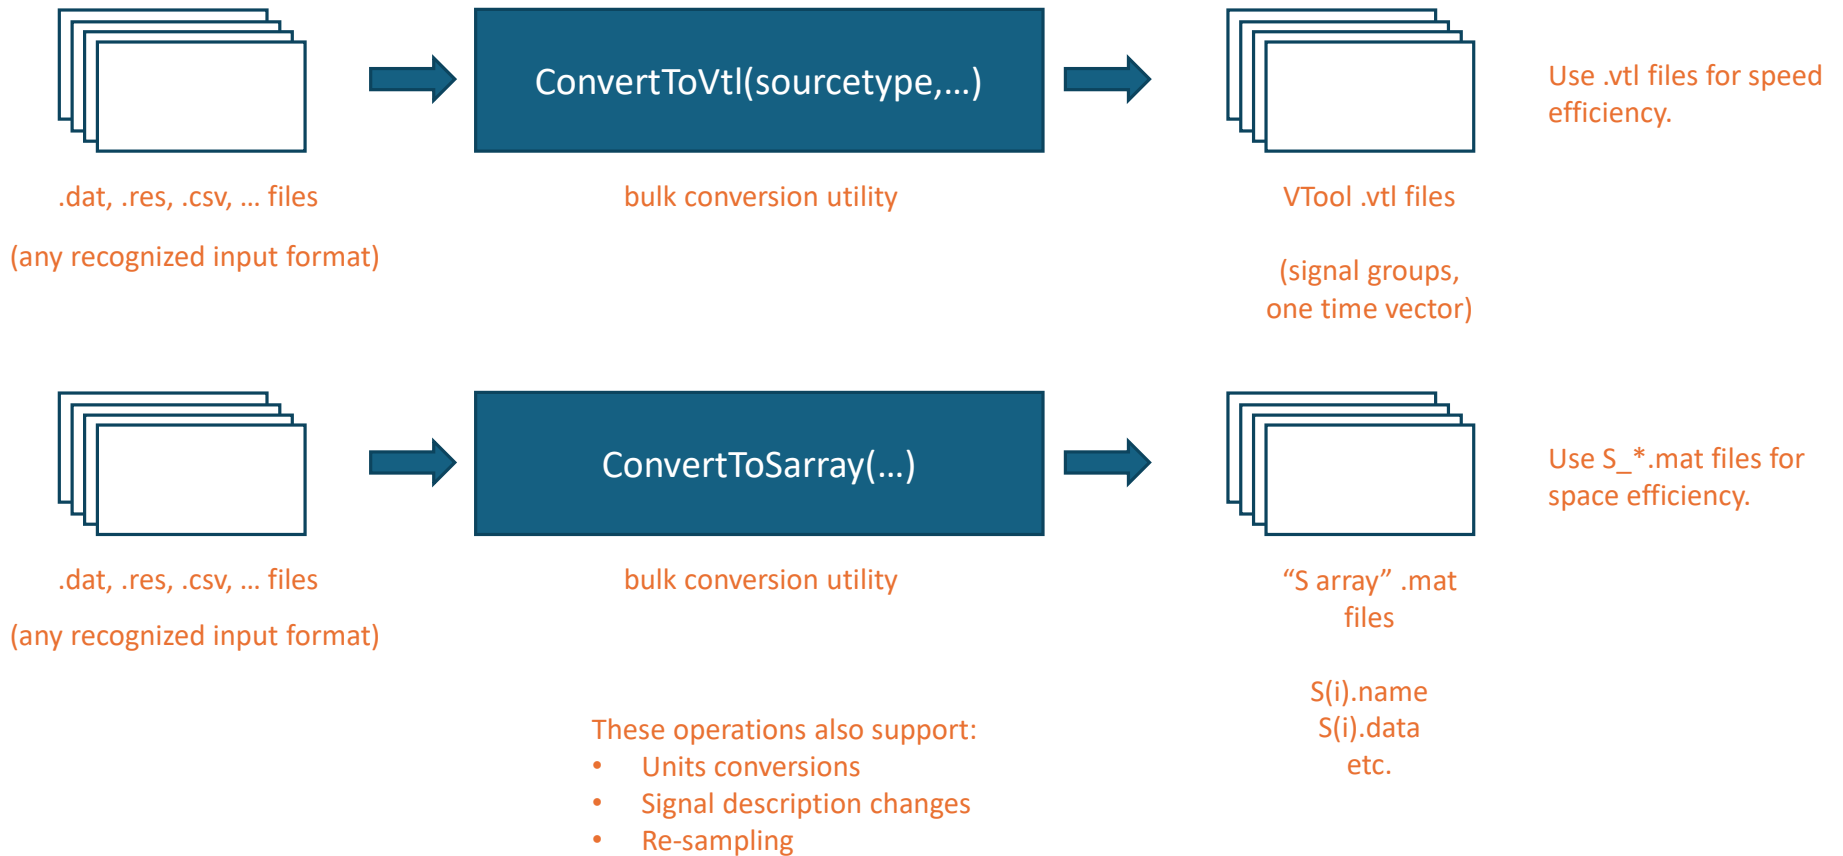 ConvertToVtl(sourcetype,…)
Use .vtl files for speed
efficiency.
.dat, .res, .csv, … files
bulk conversion utility
VTool .vtl files
(any recognized input format)
(signal groups,
one time vector)
ConvertToSarray(…)
Use S_*.mat files for
space efficiency.
.dat, .res, .csv, … files
bulk conversion utility
“S array” .mat
files
(any recognized input format)
S(i).name
S(i).data
etc.
These operations also support:
• Units conversions
• Signal description changes
• Re-sampling